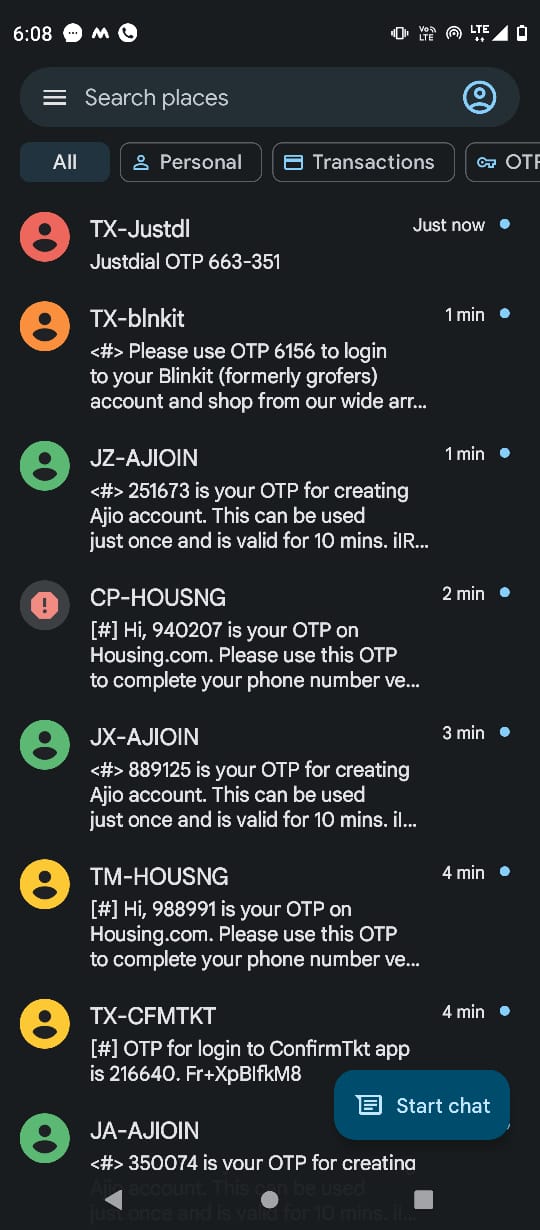 6:08
Vo)) LTE
LTE
Search places
All
Personal
Transactions
OTP
TX-Justdl
Just now
Justdial OTP 663-351
TX-blnkit
1 min
<#> Please use OTP 6156 to login
to your Blinkit (formerly grofers)
account and shop from our wide arr...
JZ-AJIOIN
1 min
<#> 251673 is your OTP for creating
Ajio account. This can be used
just once and is valid for 10 mins. iIR...
CP-HOUSNG
2 min
[#] Hi, 940207 is your OTP on
Housing.com. Please use this OTP
to complete your phone number ve...
JX-AJIOIN
3 min
<#> 889125 is your OTP for creating
Ajio account. This can be used
just once and is valid for 10 mins. iI...
TM-HOUSNG
4 min
[#] Hi, 988991 is your OTP on
Housing.com. Please use this OTP
to complete your phone number ve...
TX-CFMTKT
4 min
[#] OTP for login to ConfirmTkt app
is 216640. Fr+XpBIfkM8
Start chat
JA-AJIOIN
<#> 350074 is your OTP for creating
Ajio account. This can be used
just once and is valid for 10 mins. iI...